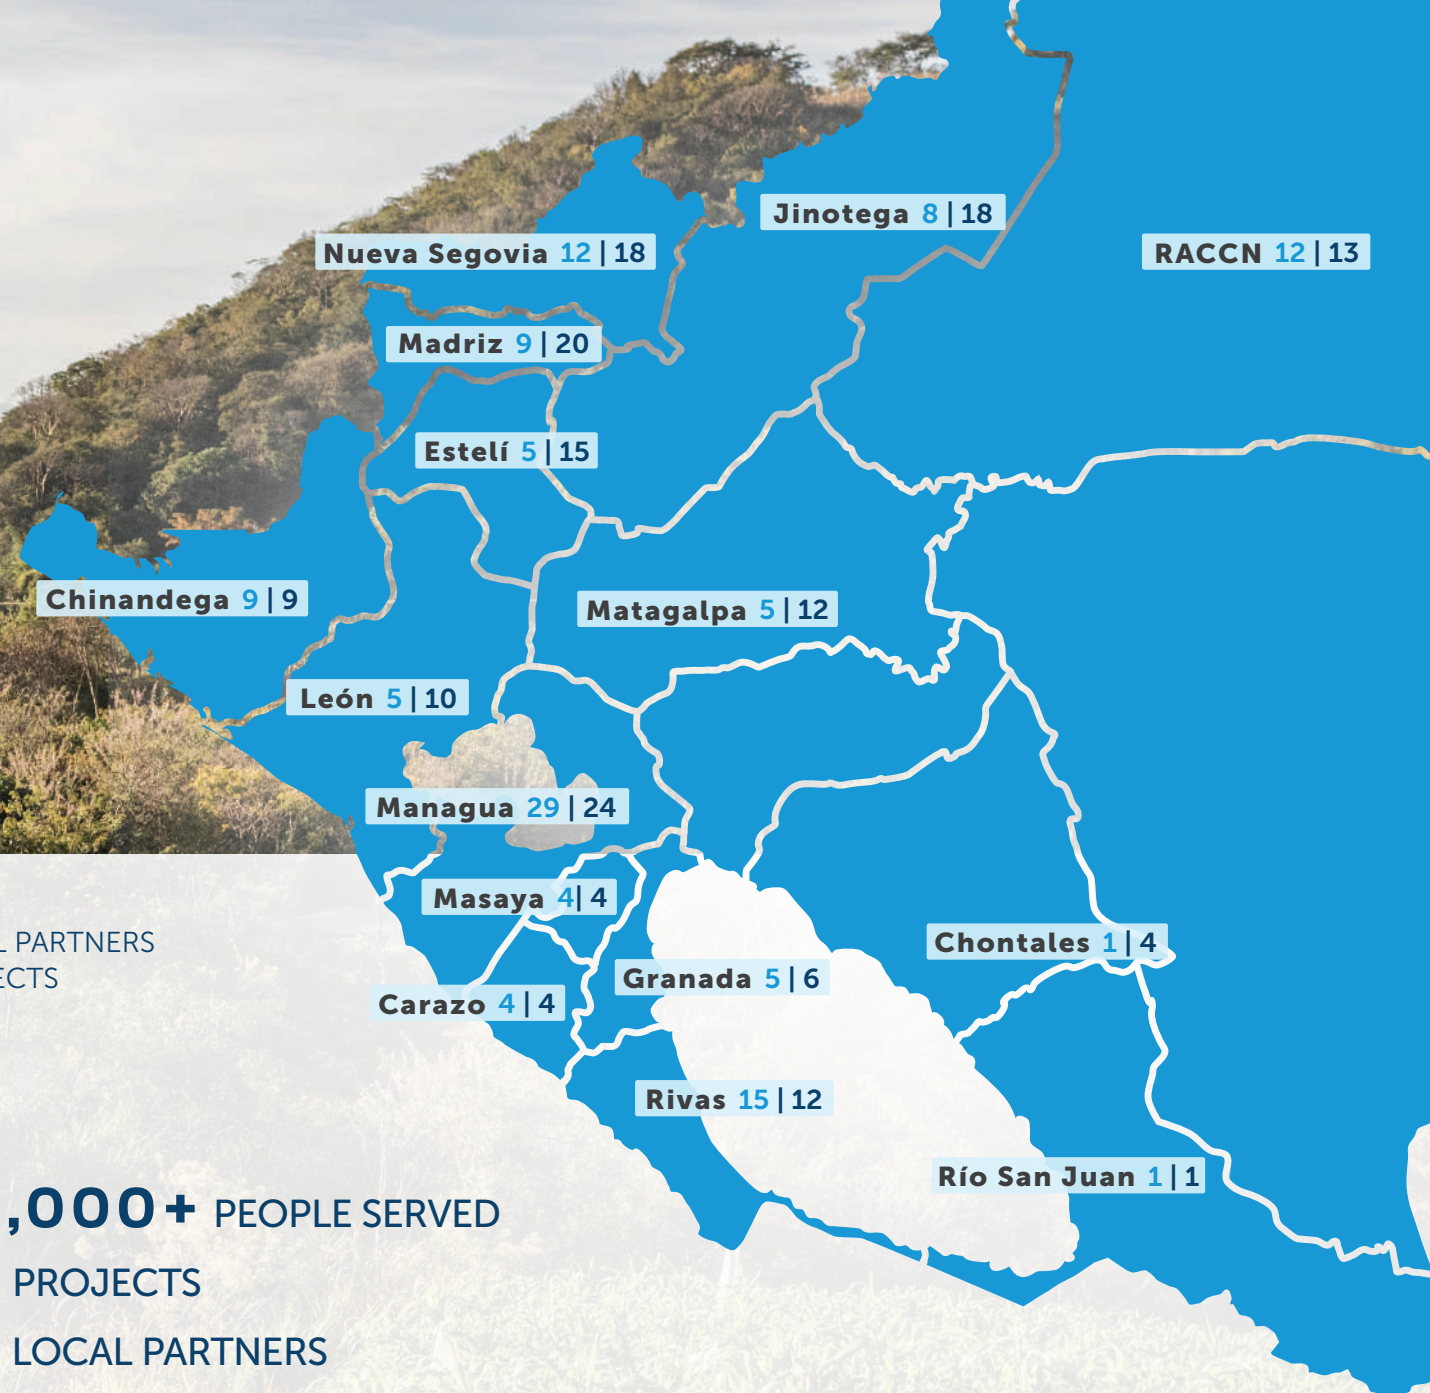 Jinotega 8 | 18
Nueva Segovia 12 | 18
RACCN 12 | 13
Madriz 9 | 20
Estelí 5 | 15
Chinandega 9 | 9
Matagalpa 5 | 12
León 5 | 10
Managua 29 | 24
Masaya 4 | 4
L PARTNERS
Chontales 1 | 4
ECTS
Granada 5 | 6
Carazo 4 | 4
Rivas 15 | 12
Río San Juan 1 | 1
,000+ PEOPLE SERVED
PROJECTS
LOCAL PARTNERS